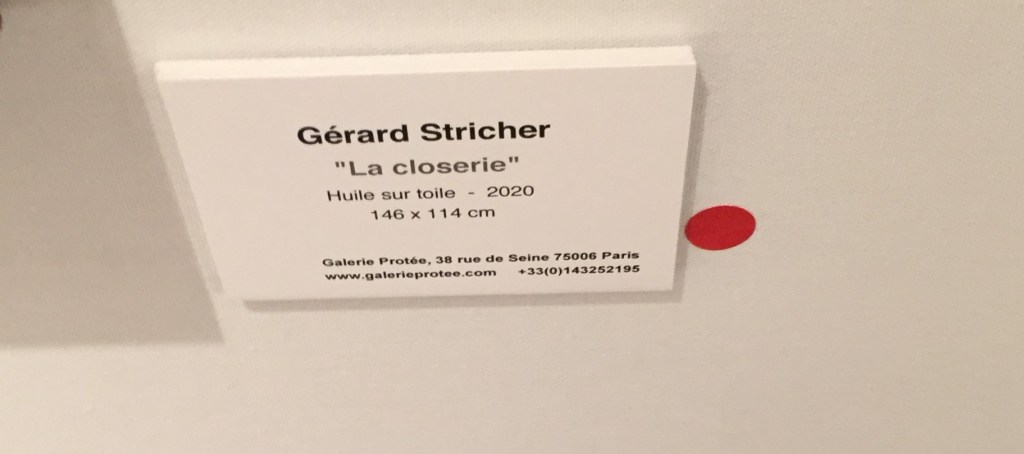 Gérard Stricher
"La closerie"
Huile sur toile - 2020
146 x 114 cm
Galerie Protée, 38 rue de Seine 75006 Paris
www.galerieprotee.com +33(0)143252195